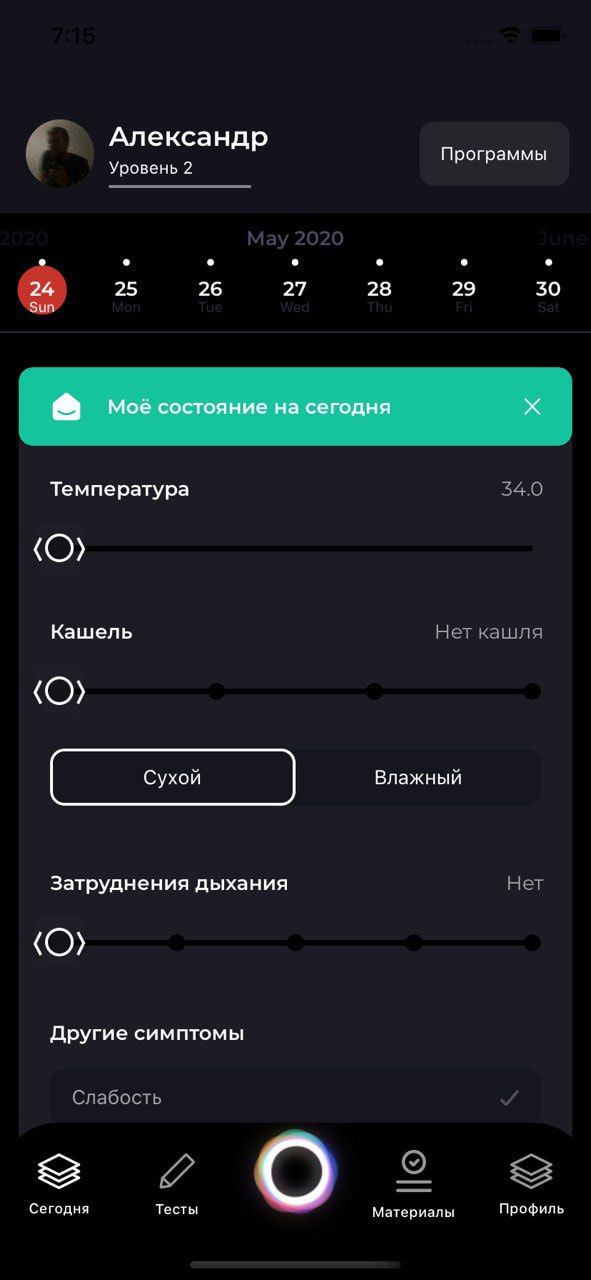 7:15
Александр
Уровень 2
Программы
2020
May 2020
June
24
25
26
27
28
29
30
Sun
Mon
Tue
Wed
Thu
Fri
Sat
Моё состояние на сегодня
Температура
34.0
Кашель
Нет кашля
Сухой
Влажный
Затруднения дыхания
Нет
Другие симптомы
Слабость
Сегодня
Тесты
Материалы
Профиль